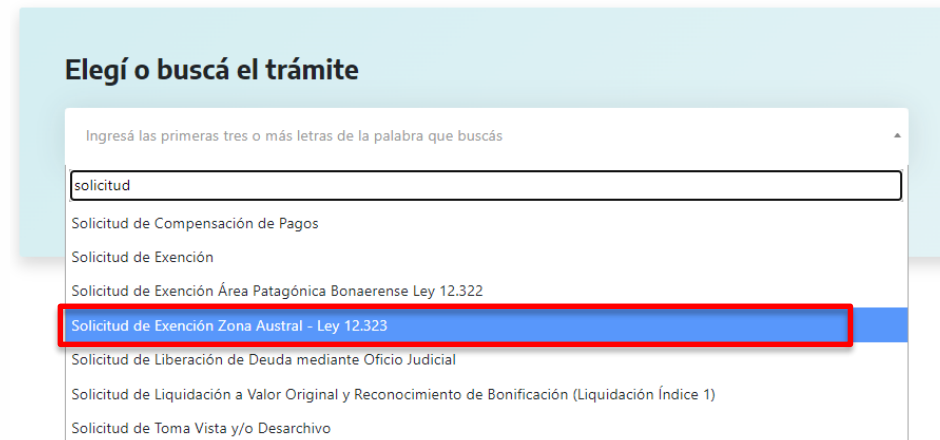 Elegí o buscá el trámite
Ingresá las primeras tres o más letras de la palabra que buscás
solicitud
Solicitud de Compensación de Pagos
Solicitud de Exención
Solicitud de Exención Área Patagónica Bonaerense Ley 12.322
Solicitud de Exención Zona Austral - Ley 12.323
Solicitud de Liberación de Deuda mediante Oficio Judicial
Solicitud de Liquidación a Valor Original y Reconocimiento de Bonificación (Liquidación Índice 1)
Solicitud de Toma Vista y/o Desarchivo